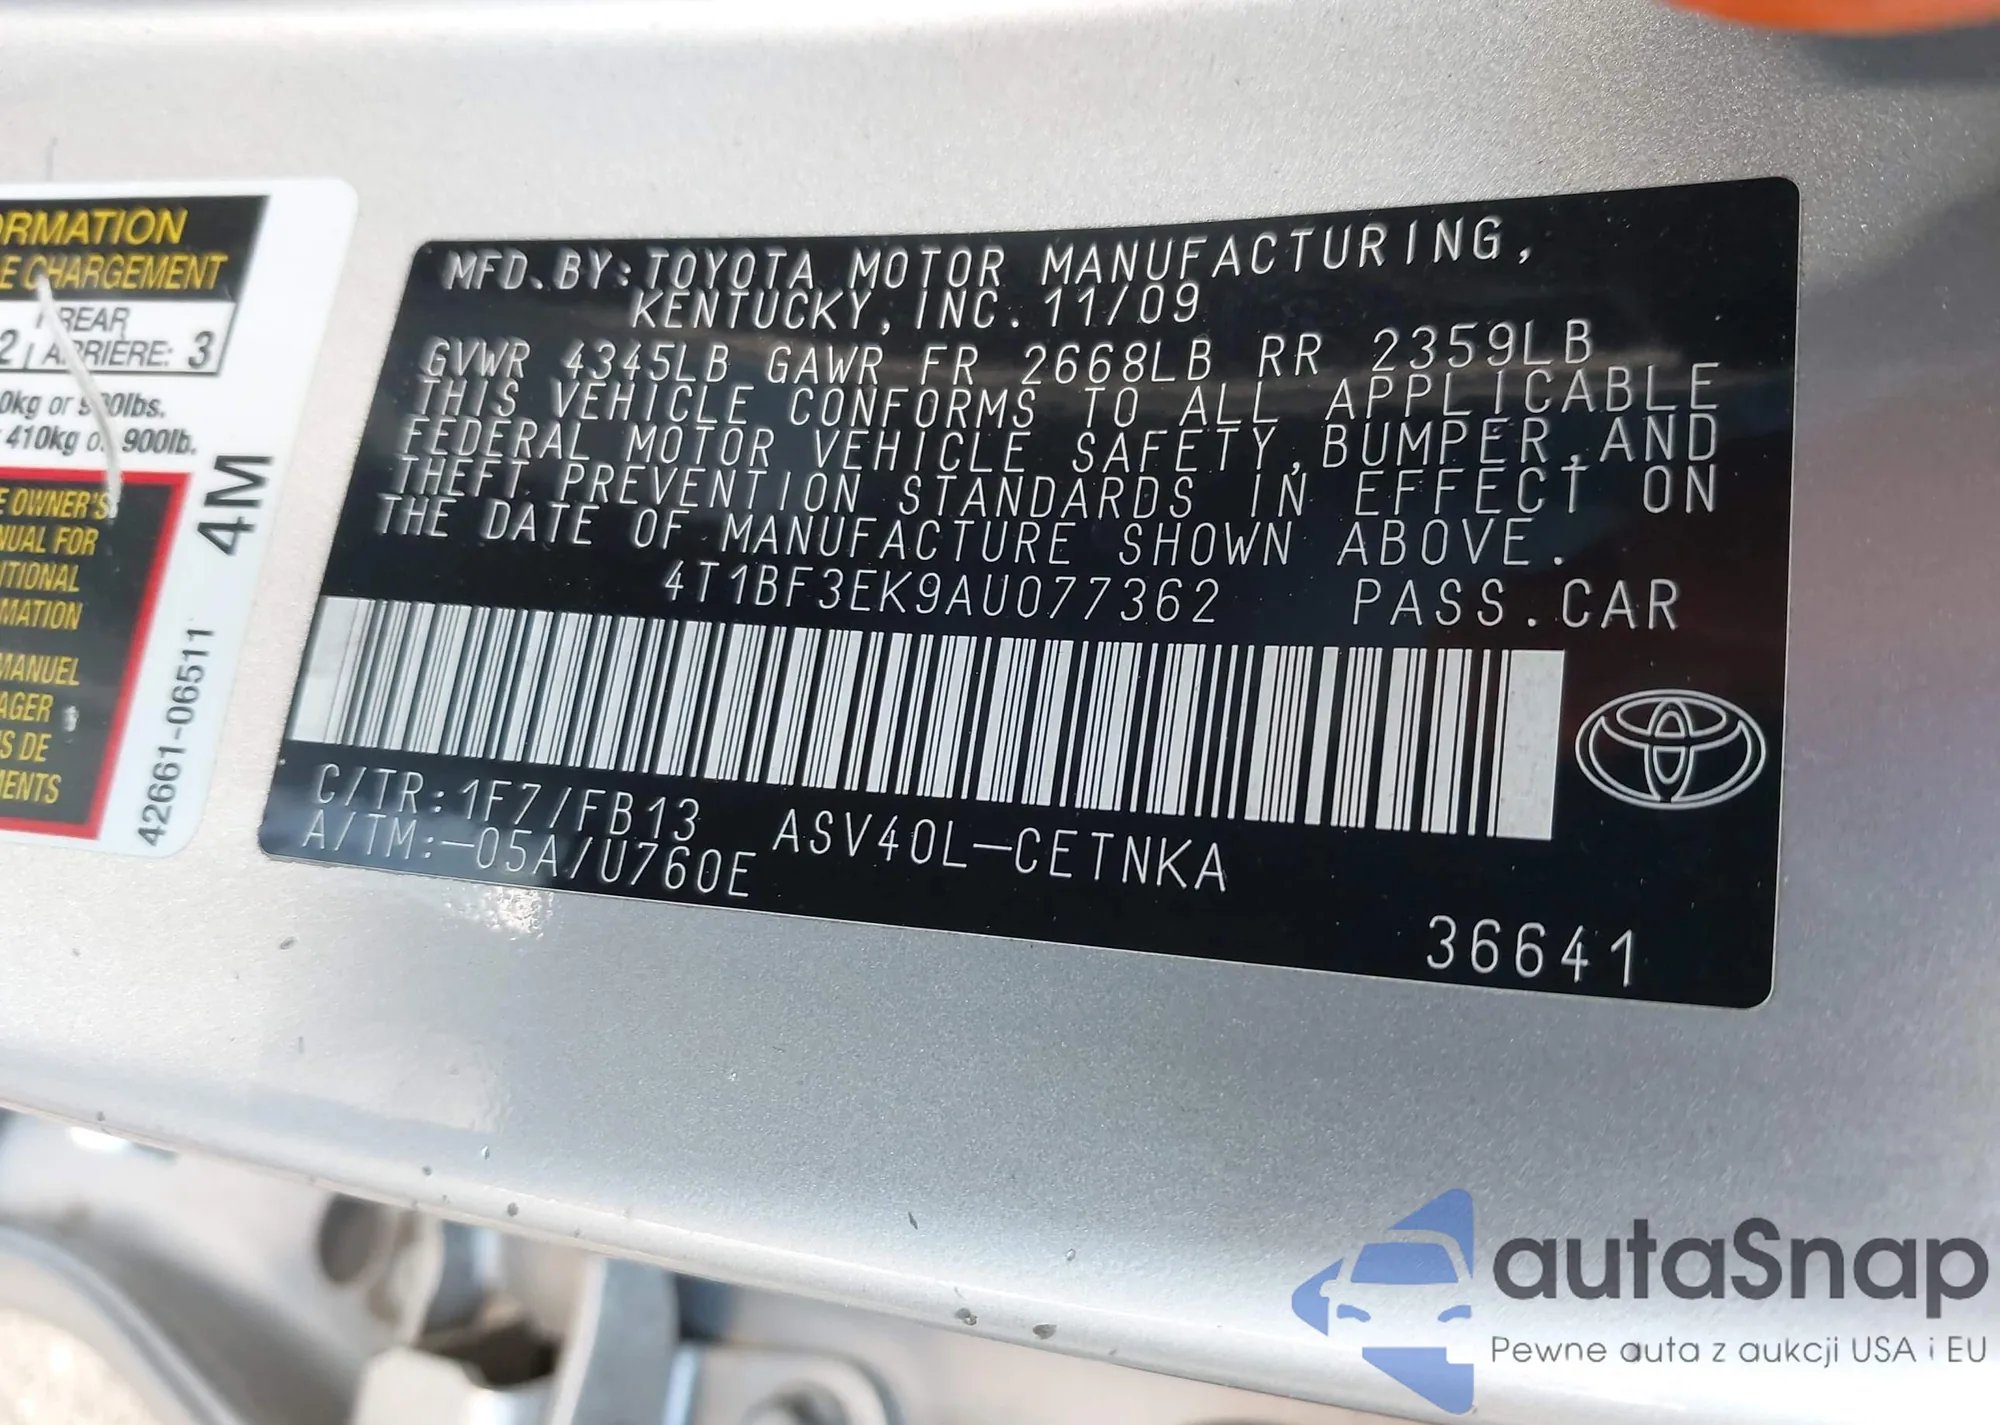 ORMATION
E CHARGEMENT
REAR
2 | ARRIÈRE: 3
0kg or
410kg or 900lb.
E OWNER'S
NUAL FOR
ITIONAL
MATION
MANUEL
AGER
S DE
MENTS
4M
42661-06511
MFD. BY: TOYOTA MOTOR MANUFACTURING,
KENTUCKY, INC. 11/09
GVWR 4345LB GAWR FR 2668LB RR 2359LB
THIS VEHICLE CONFORMS TO ALL APPLICABLE
FEDERAL MOTOR VEHICLE SAFETY, BUMPER, AND
THEFT PREVENTION STANDARDS IN EFFECT ON
THE DATE OF MANUFACTURE SHOWN ABOVE.
4T1BF3EK9AU077362 PASS. CAR
C/TR: 1F7/FB13 ASV40L-CETNKA
A/TM:-05A/U760E
36641
autaSnap
Pewne auta z aukcji USA i EU